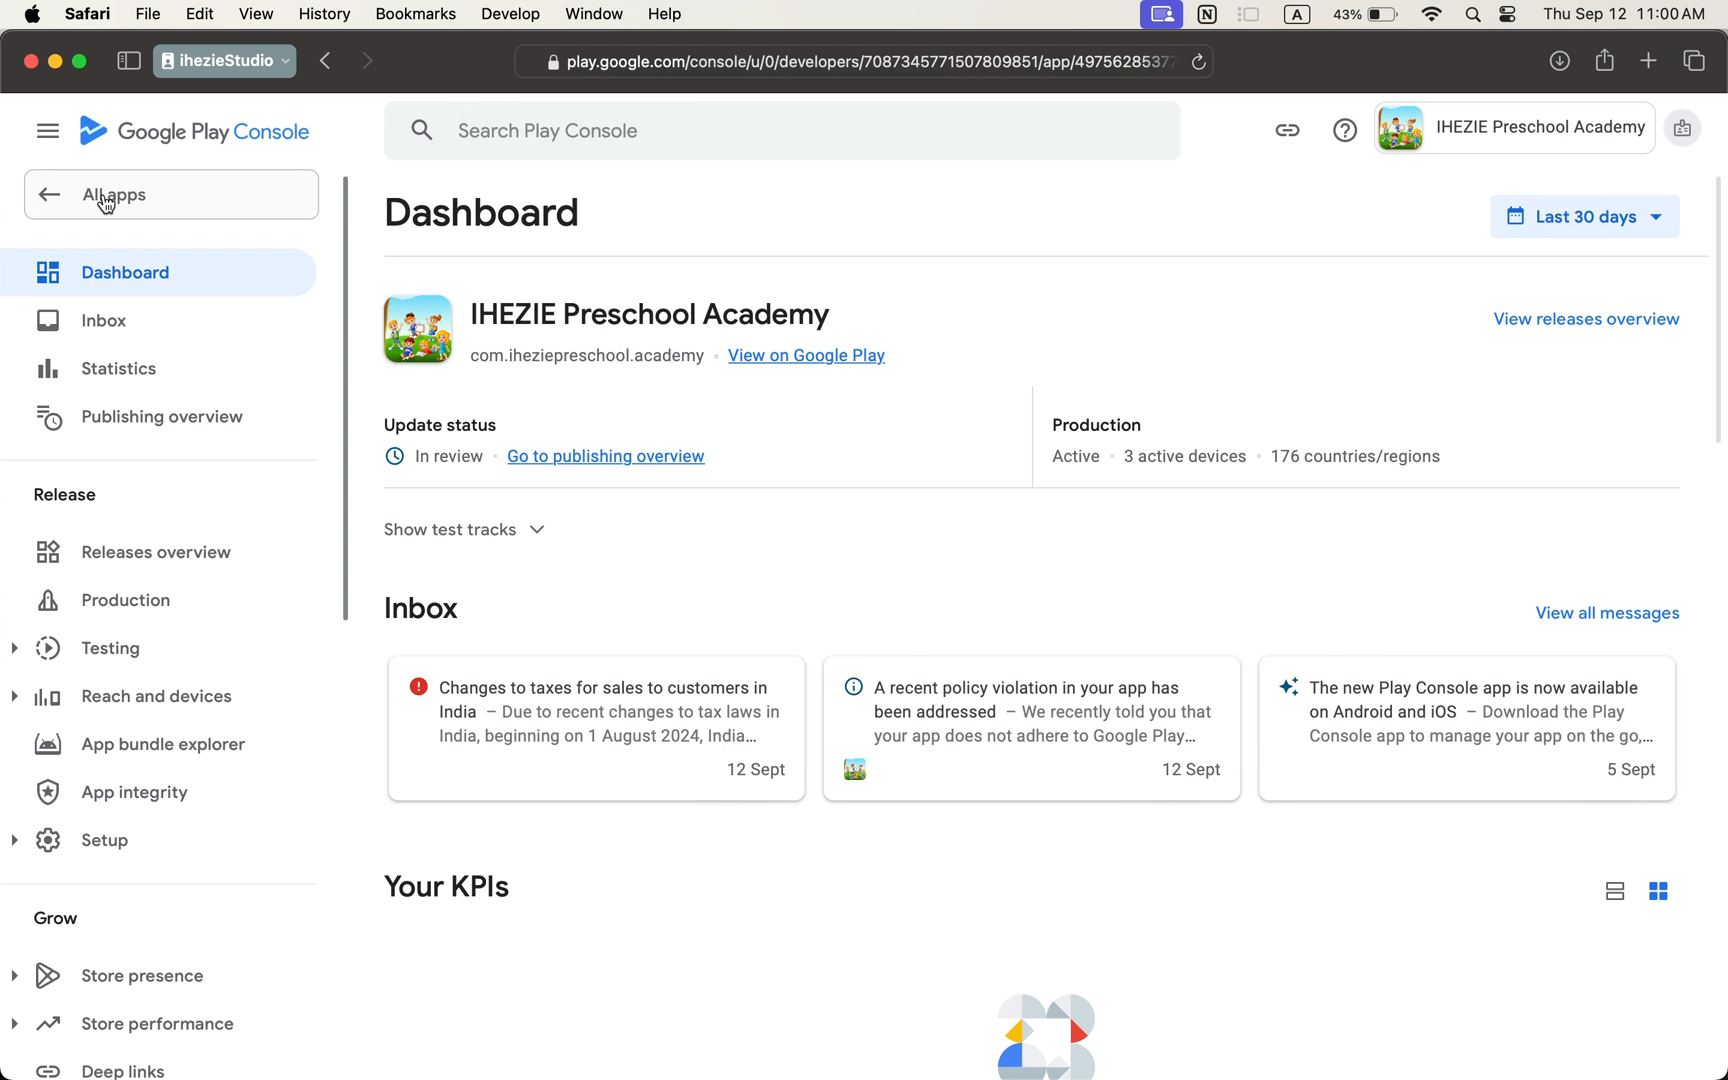 Safari File Edit View History Bookmarks Develop Window Help N A 43% Thu Sep 12 11:00 AM
ihezieStudio play.google.com/console/u/0/developers/7087345771507809851/app/49756285377
Google Play Console Search Play Console IHEZIE Preschool Academy
All apps
Dashboard
Last 30 days
Dashboard
Inbox
Statistics
Publishing overview
IHEZIE Preschool Academy
com.iheziepreschool.academy · View on Google Play
View releases overview
Update status
In review · Go to publishing overview
Production
Active · 3 active devices · 176 countries/regions
Show test tracks
Release
Releases overview
Production
Testing
Reach and devices
App bundle explorer
App integrity
Setup
Grow
Store presence
Store performance
Deep links
Inbox
View all messages
Changes to taxes for sales to customers in
India – Due to recent changes to tax laws in
India, beginning on 1 August 2024, India...
12 Sept
A recent policy violation in your app has
been addressed – We recently told you that
your app does not adhere to Google Play...
12 Sept
The new Play Console app is now available
on Android and iOS – Download the Play
Console app to manage your app on the go,...
5 Sept
Your KPIs